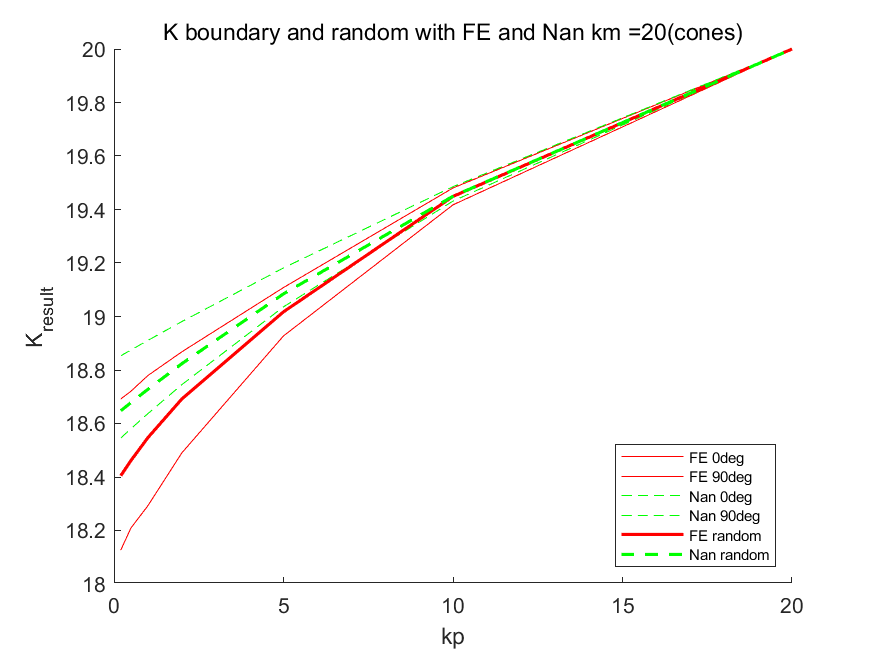 K boundary and random with FE and Nan km =20(cones)
20
19.8
19.6
19.4
19.2
19
18.8
18.6
18.4
18.2
18
K_result
0
5
10
15
20
kp
FE 0deg
FE 90deg
Nan 0deg
Nan 90deg
FE random
Nan random